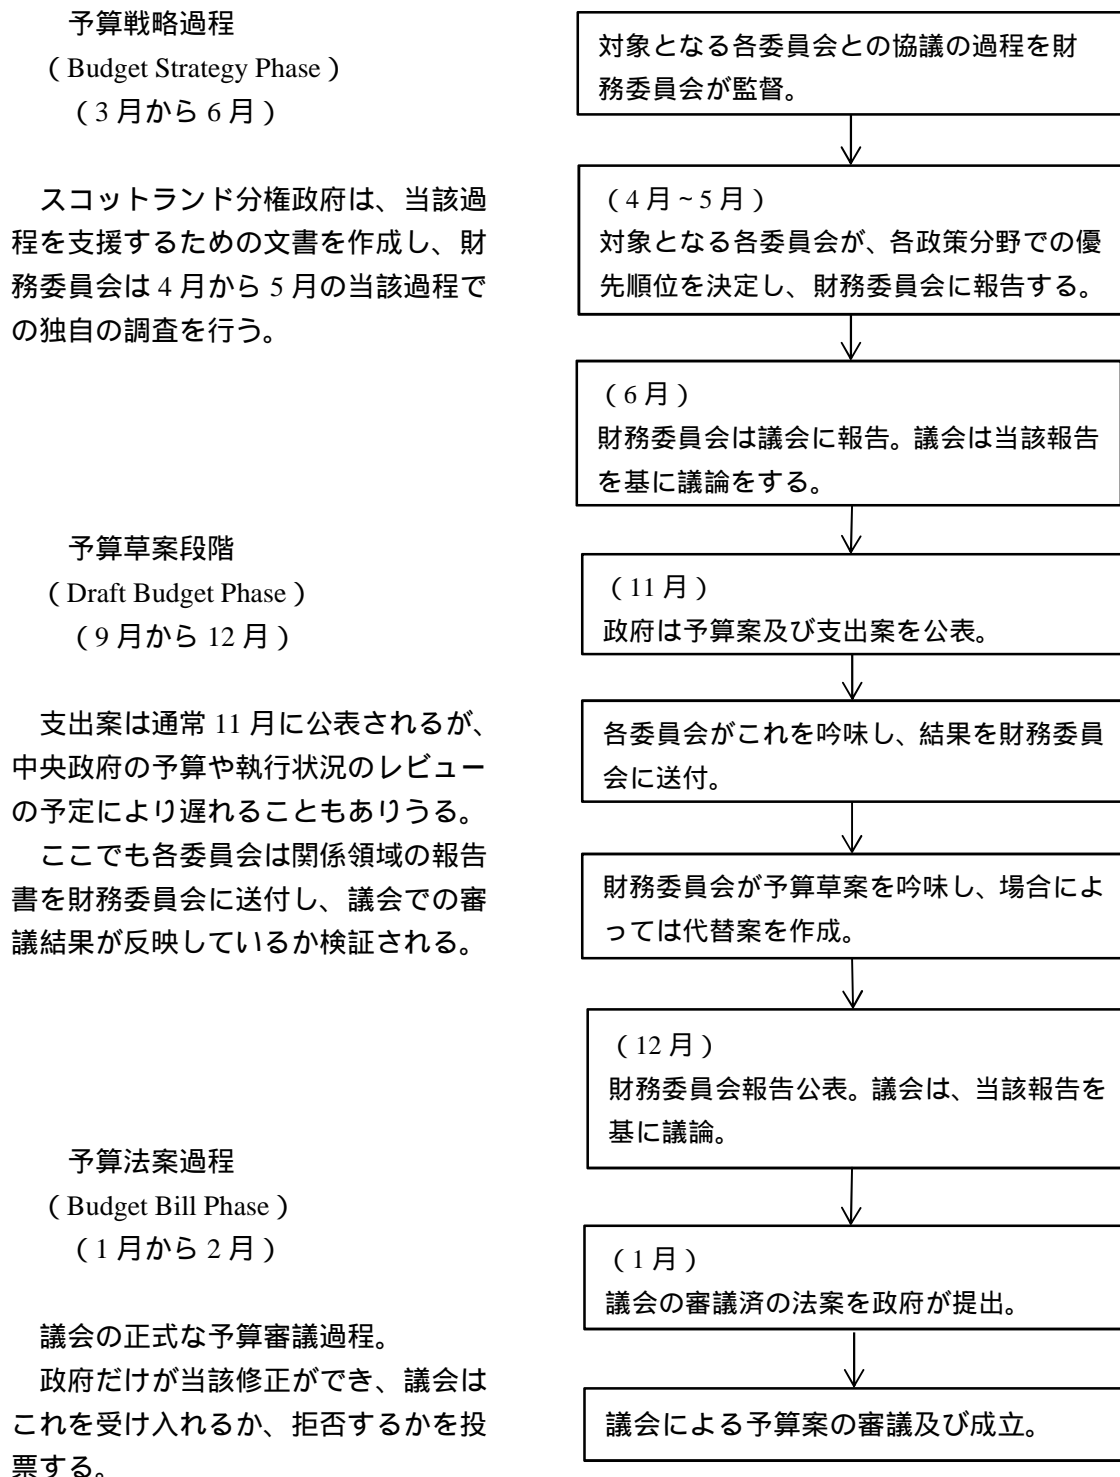 予算戦略過程
（Budget Strategy Phase）
（3月から6月）
スコットランド分権政府は、当該過
程を支援するための文書を作成し、財
務委員会は4月から5月の当該過程で
の独自の調査を行う。
予算草案段階
（Draft Budget Phase）
（9月から12月）
支出案は通常11月に公表されるが、
中央政府の予算や執行状況のレビュー
の予定により遅れることもありうる。
ここでも各委員会は関係領域の報告
書を財務委員会に送付し、議会での審
議結果が反映しているか検証される。
予算法案過程
（Budget Bill Phase）
（1月から2月）
議会の正式な予算審議過程。
政府だけが当該修正ができ、議会は
これを受け入れるか、拒否するかを投
票する。
対象となる各委員会との協議の過程を財
務委員会が監督。
（4月~5月）
対象となる各委員会が、各政策分野での優
先順位を決定し、財務委員会に報告する。
（6月）
財務委員会は議会に報告。議会は当該報告
を基に議論をする。
（11月）
政府は予算案及び支出案を公表。
各委員会がこれを吟味し、結果を財務委員
会に送付。
財務委員会が予算草案を吟味し、場合によ
っては代替案を作成。
（12月）
財務委員会報告公表。議会は、当該報告を
基に議論。
（1月）
議会の審議済の法案を政府が提出。
議会による予算案の審議及び成立。